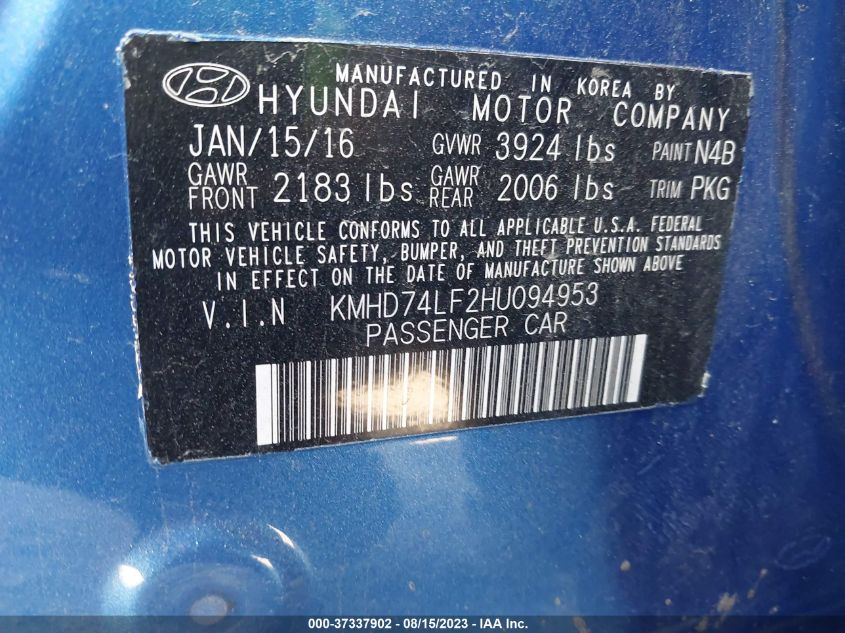 MANUFACTURED IN KOREA BY
HYUNDAI MOTOR COMPANY
JAN/15/16 GVWR 3924 lbs PAINT N4B
GAWR FRONT 2183 lbs GAWR REAR 2006 lbs TRIM PKG
THIS VEHICLE CONFORMS TO ALL APPLICABLE U.S.A. FEDERAL
MOTOR VEHICLE SAFETY, BUMPER, AND THEFT PREVENTION STANDARDS
IN EFFECT ON THE DATE OF MANUFACTURE SHOWN ABOVE
V.I.N KMHD74LF2HU094953
PASSENGER CAR
000-37337902 - 08/15/2023 - IAAI.com